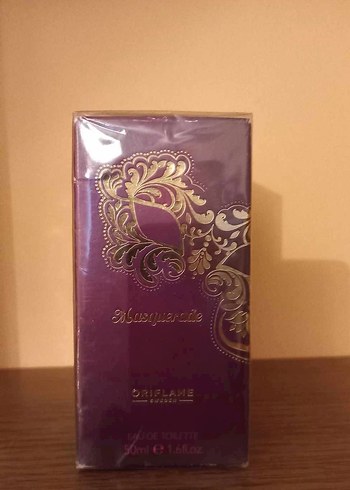 Masquerade
ORIFLAME
SWEDEN
EAU DE TOILETTE
50ml ℮ 1.6fl.oz.